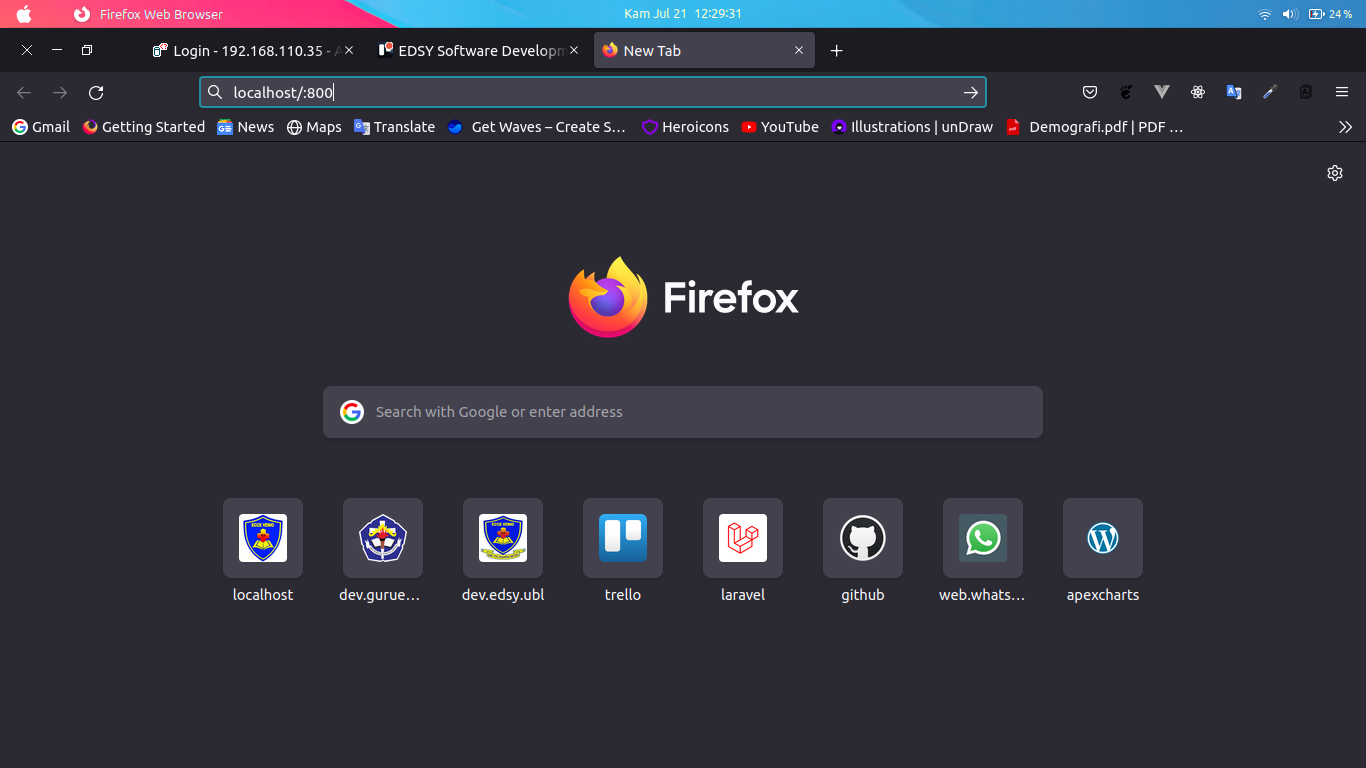 Firefox Web Browser
Kam Jul 21 12:29:31
24 %
Login - 192.168.110.35 - A
EDSY Software Developm
New Tab
localhost/:800
Gmail
Getting Started
News
Maps
Translate
Get Waves – Create S…
Heroicons
YouTube
Illustrations | unDraw
Demografi.pdf | PDF …
Firefox
Search with Google or enter address
localhost
dev.gurue…
dev.edsy.ubl
trello
laravel
github
web.whats…
apexcharts